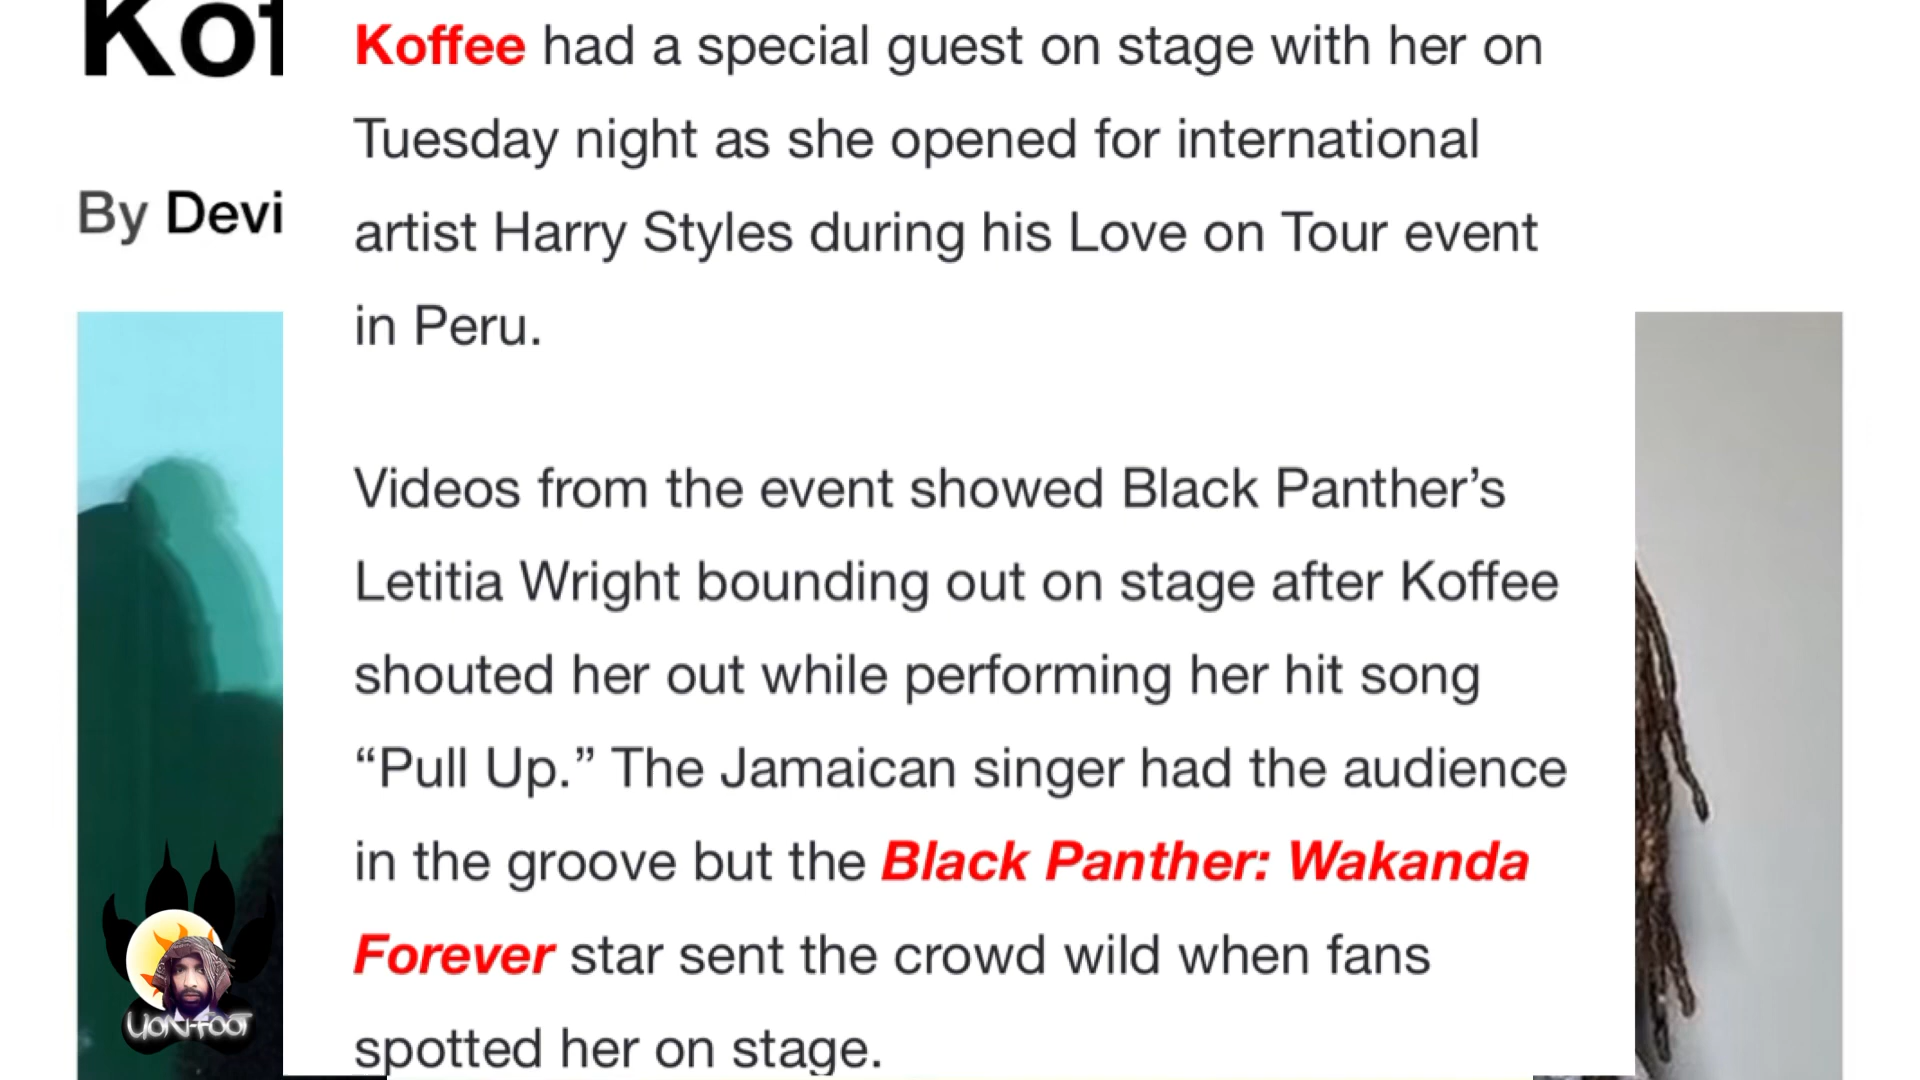 Kof
By Devi
Koffee had a special guest on stage with her on
Tuesday night as she opened for international
artist Harry Styles during his Love on Tour event
in Peru.
Videos from the event showed Black Panther’s
Letitia Wright bounding out on stage after Koffee
shouted her out while performing her hit song
“Pull Up.” The Jamaican singer had the audience
in the groove but the Black Panther: Wakanda
Forever star sent the crowd wild when fans
spotted her on stage.
LION-FOOT